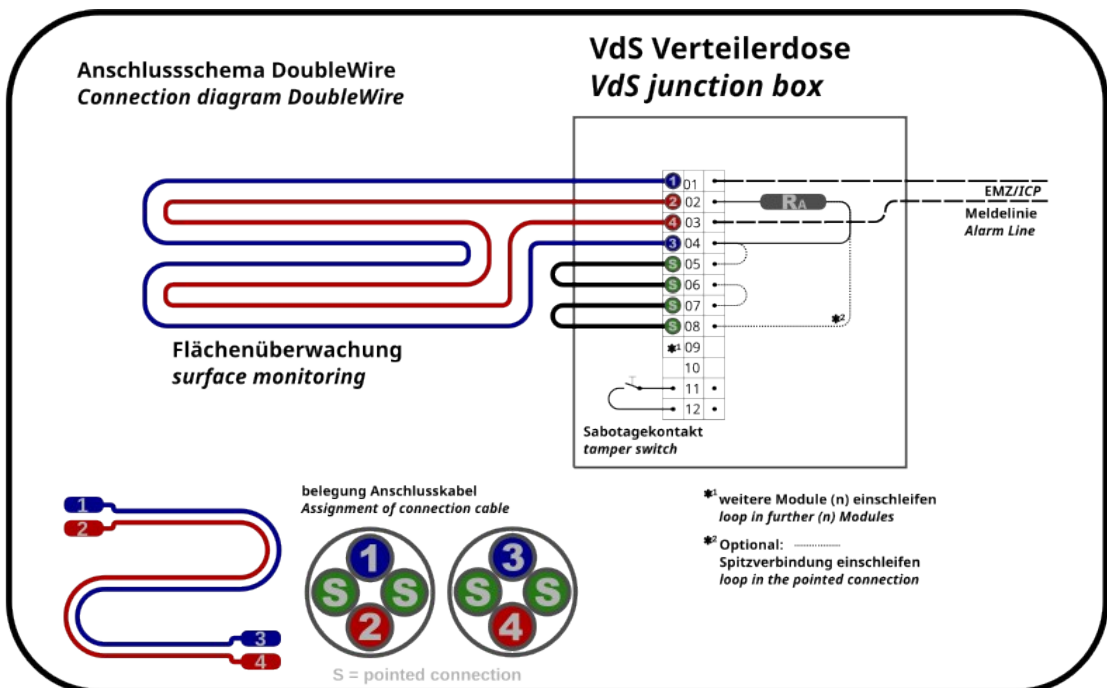 Anschlussschema DoubleWire
Connection diagram DoubleWire
VdS Verteilerdose
VdS junction box
1 01
2 02
4 03
3 04
S 05
S 06
S 07
S 08
✱¹ 09
10
11
12
RA
EMZ/ICP
Meldelinie
Alarm Line
✱²
Flächenüberwachung
surface monitoring
Sabotagekontakt
tamper switch
1
2
3
4
belegung Anschlusskabel
Assignment of connection cable
1
S S
2
3
S S
4
S = pointed connection
✱¹ weitere Module (n) einschleifen
loop in further (n) Modules
✱² Optional:
Spitzverbindung einschleifen
loop in the pointed connection